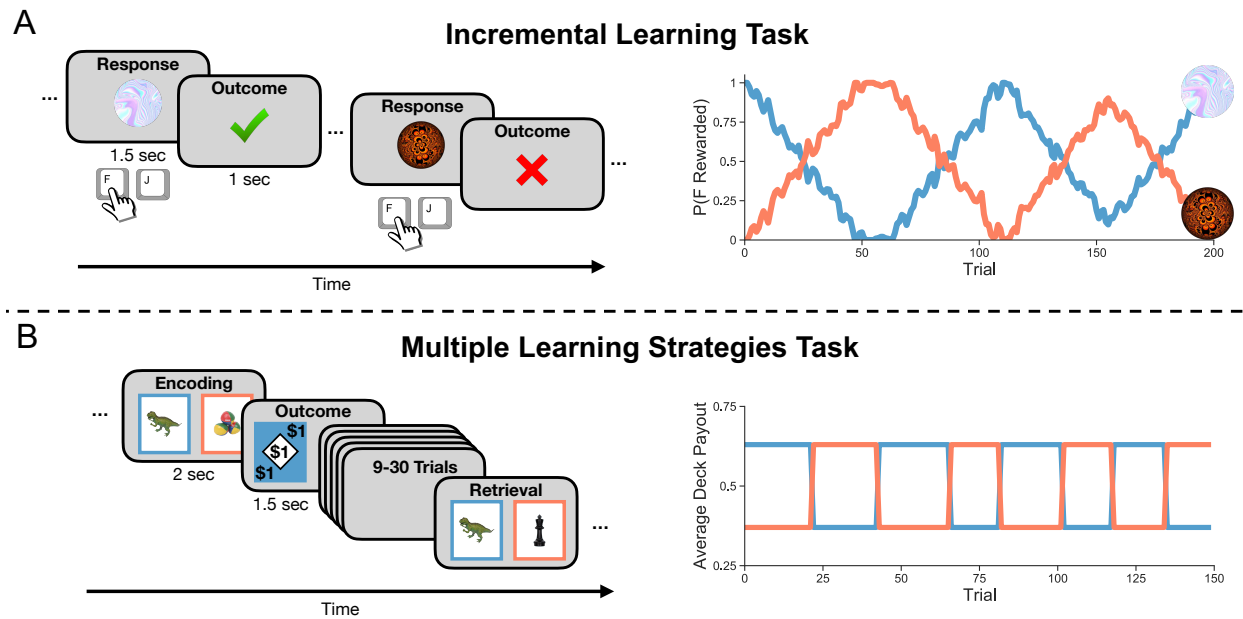 A
Incremental Learning Task
Response
Outcome
...
1.5 sec
1 sec
F J
...
Response
Outcome
...
F J
Time
P(F Rewarded)
1
0.75
0.5
0.25
0
0 50 100 150 200
Trial
B
Multiple Learning Strategies Task
...
Encoding
2 sec
Outcome
$1
$1
$1
1.5 sec
9-30 Trials
Retrieval
...
Time
Average Deck Payout
0.75
0.5
0.25
0 25 50 75 100 125 150
Trial